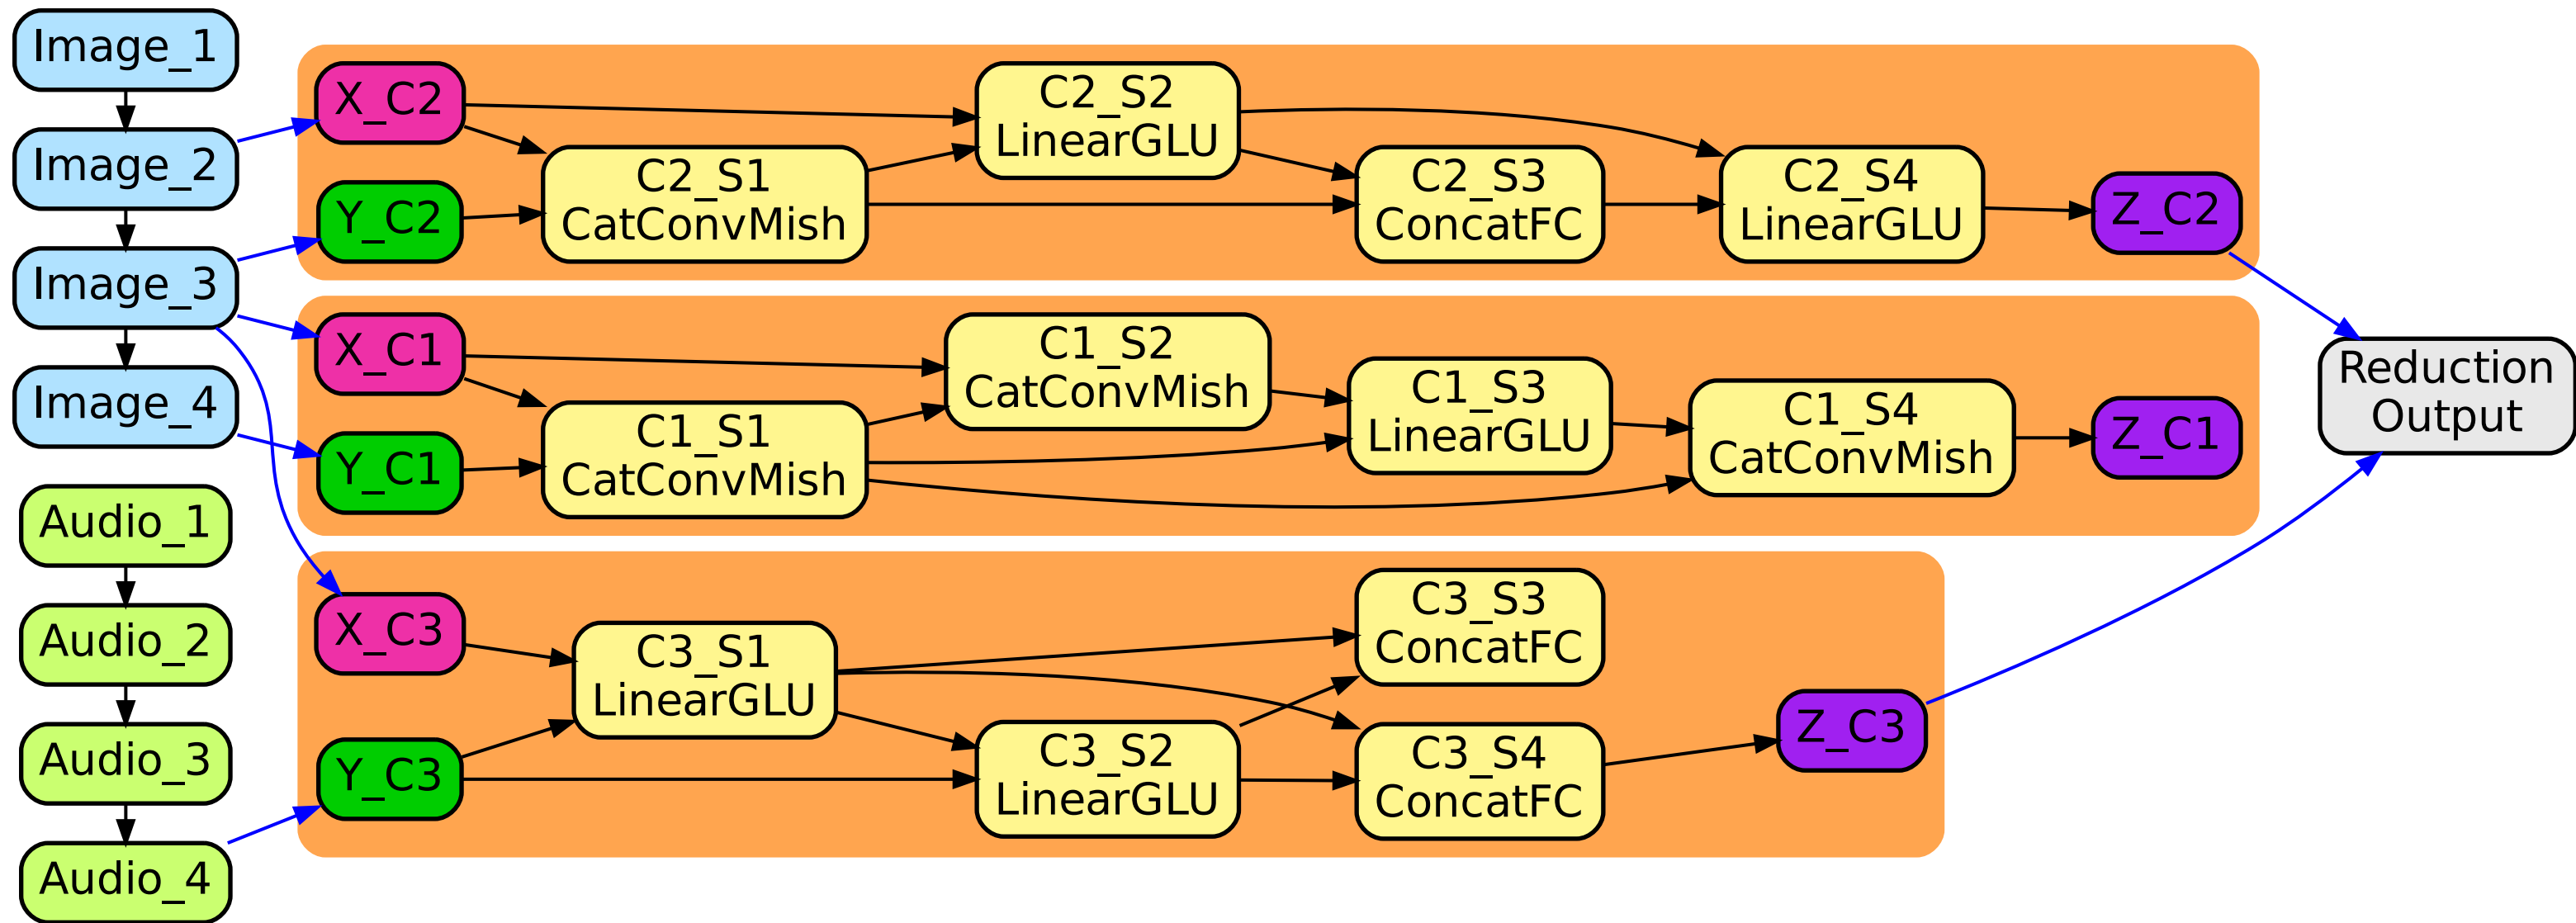 Image_1
Image_2
Image_3
Image_4
Audio_1
Audio_2
Audio_3
Audio_4
X_C2
Y_C2
C2_S1
CatConvMish
C2_S2
LinearGLU
C2_S3
ConcatFC
C2_S4
LinearGLU
Z_C2
X_C1
Y_C1
C1_S1
CatConvMish
C1_S2
CatConvMish
C1_S3
LinearGLU
C1_S4
CatConvMish
Z_C1
X_C3
Y_C3
C3_S1
LinearGLU
C3_S2
LinearGLU
C3_S3
ConcatFC
C3_S4
ConcatFC
Z_C3
Reduction
Output